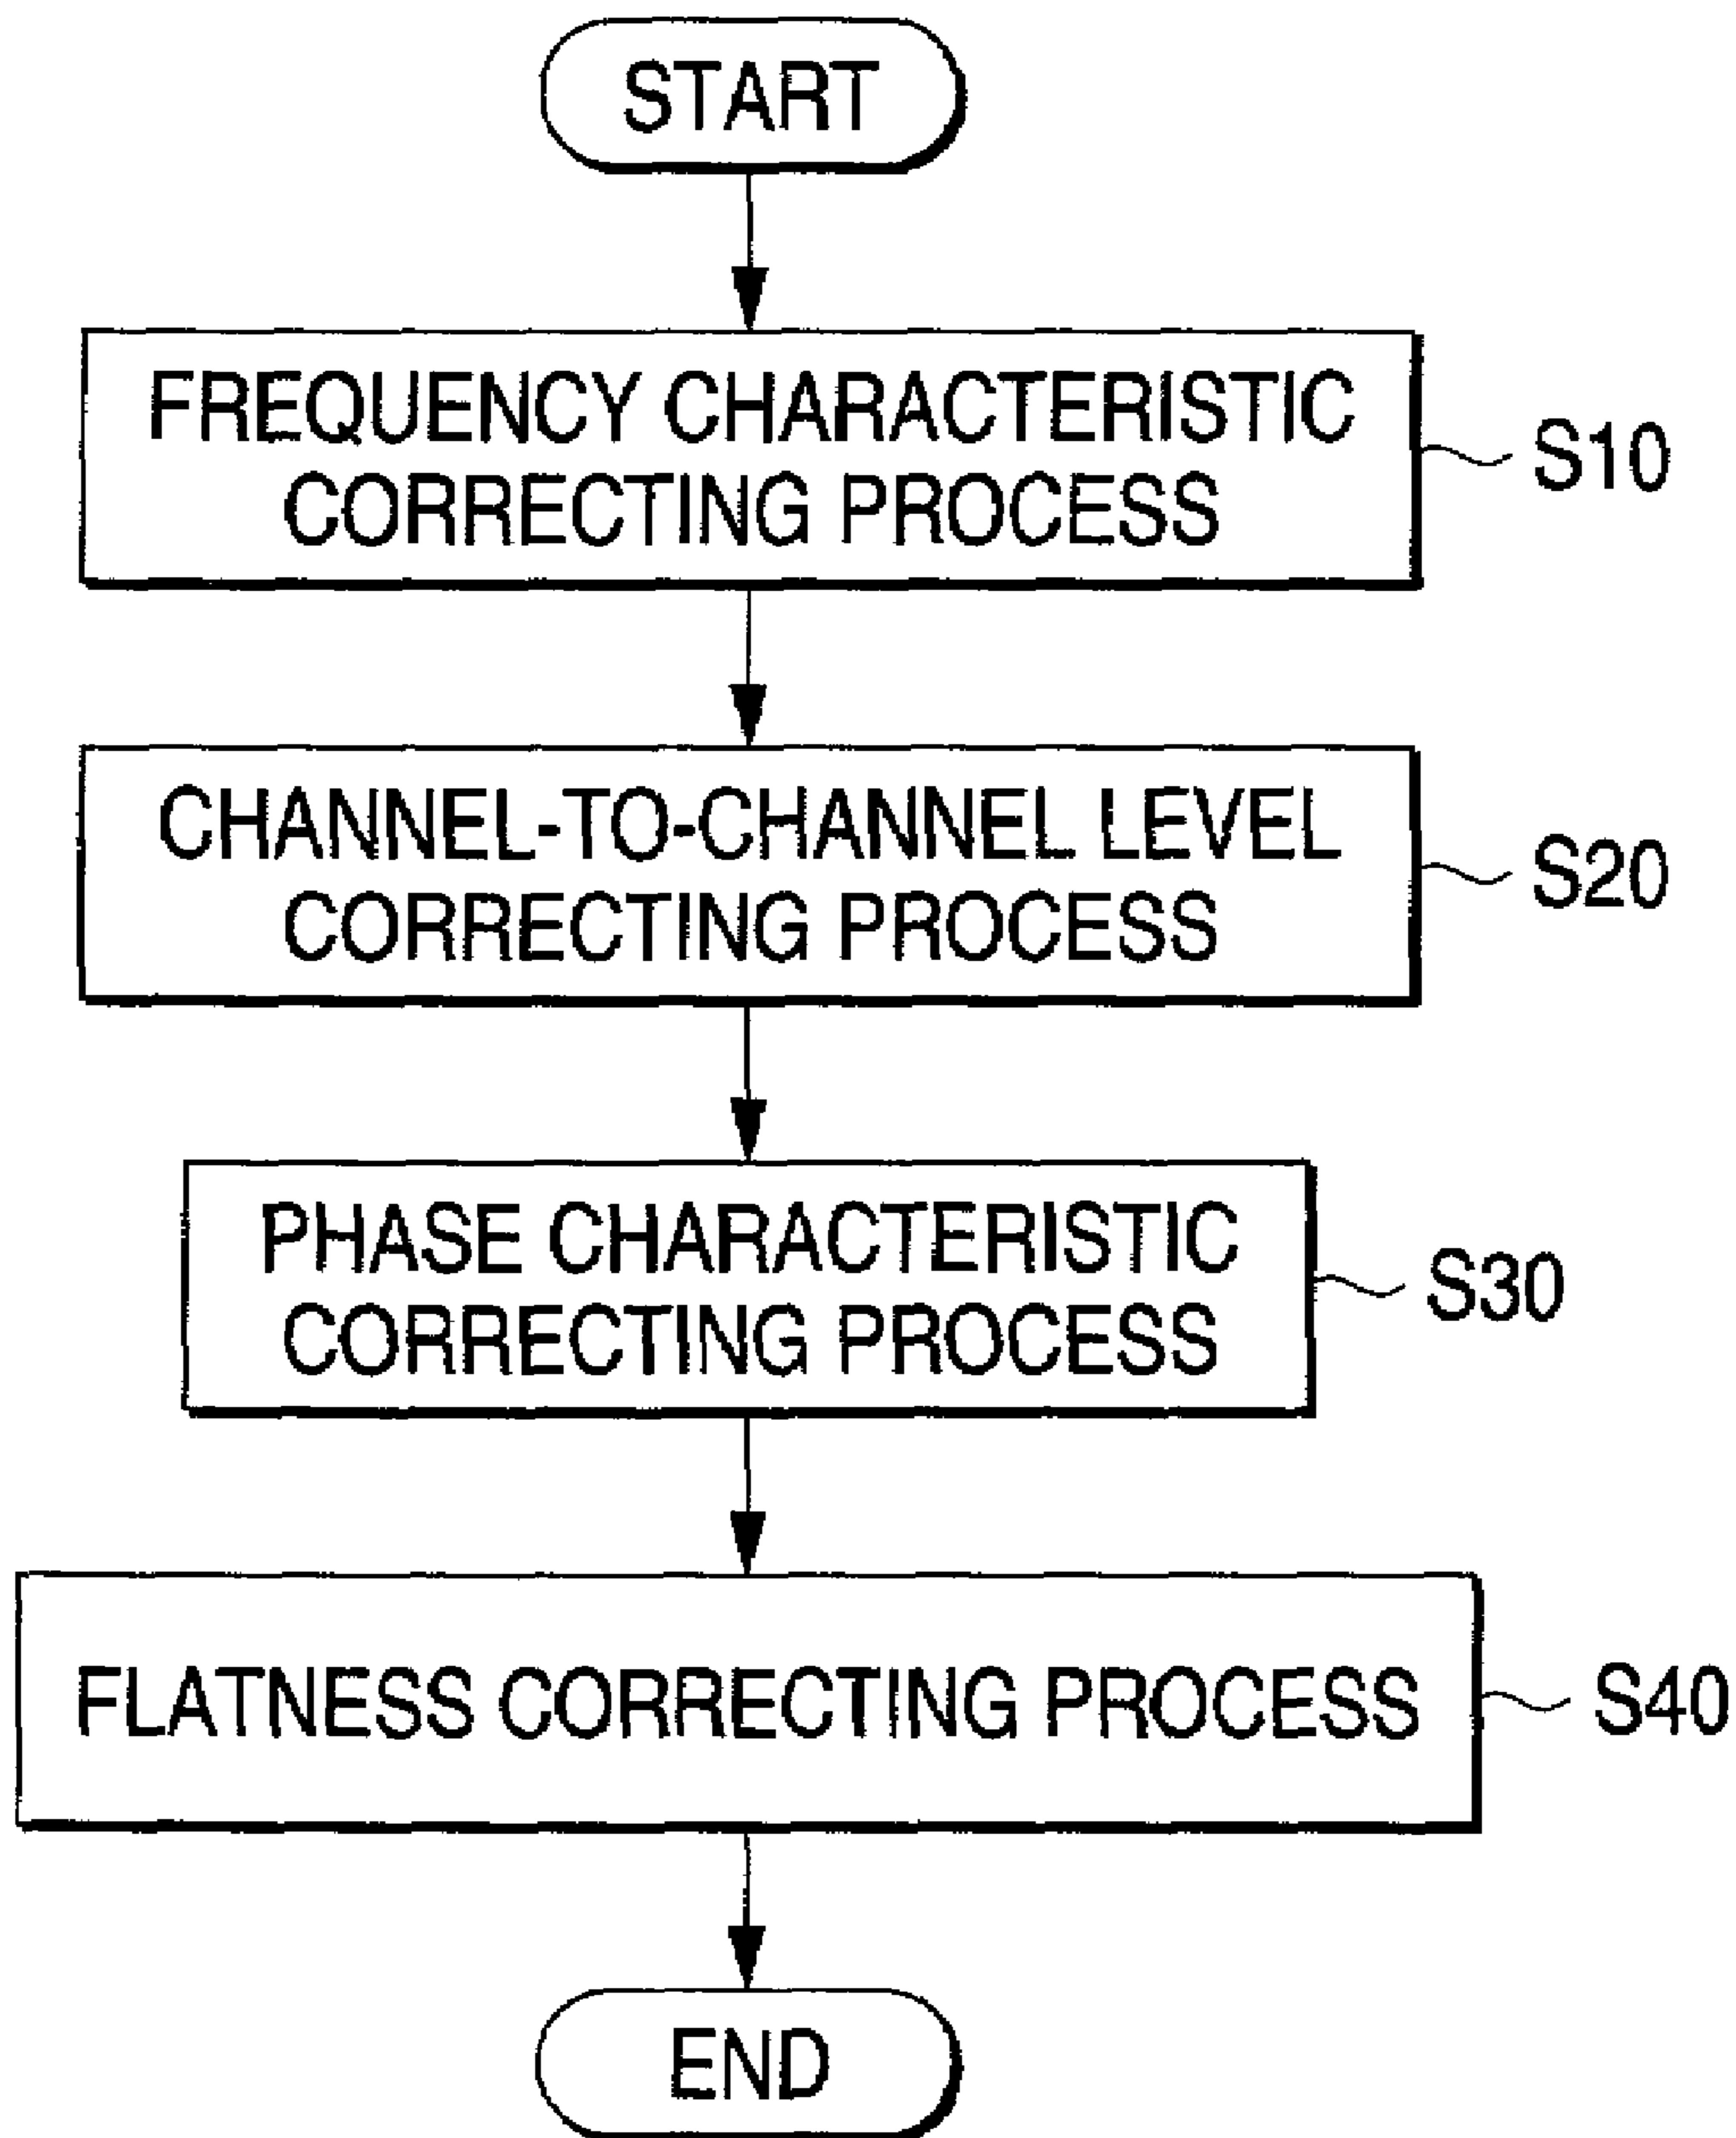 START
FREQUENCY CHARACTERISTIC
CORRECTING PROCESS
S10
CHANNEL-TO-CHANNEL LEVEL
CORRECTING PROCESS
S20
PHASE CHARACTERISTIC
CORRECTING PROCESS
S30
FLATNESS CORRECTING PROCESS
S40
END